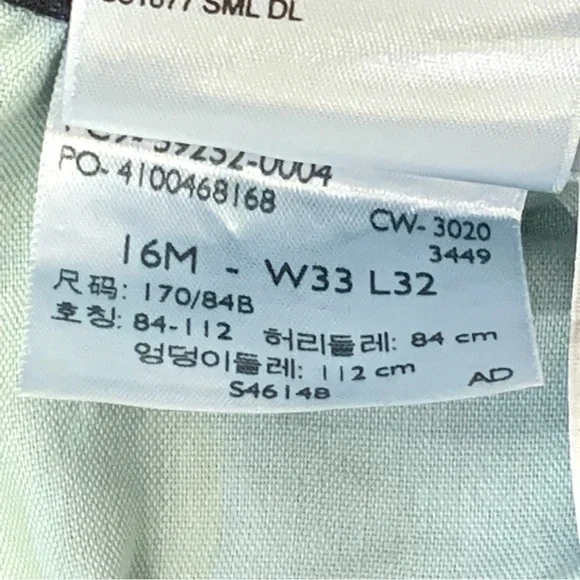 SML DL
PO- 4100468168
CW- 3020
3449
16M - W33 L32
尺码: 170/84B
호칭: 84-112 허리둘레: 84 cm
엉덩이둘레: 112 cm
S46148 AD